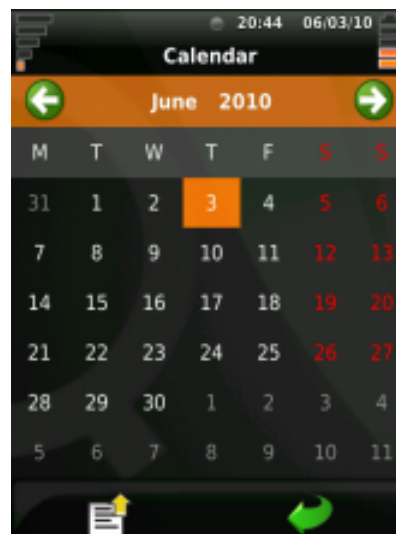 20:44 06/03/10
Calendar
June 2010
M T W T F S S
31 1 2 3 4 5 6
7 8 9 10 11 12 13
14 15 16 17 18 19 20
21 22 23 24 25 26 27
28 29 30 1 2 3 4
5 6 7 8 9 10 11